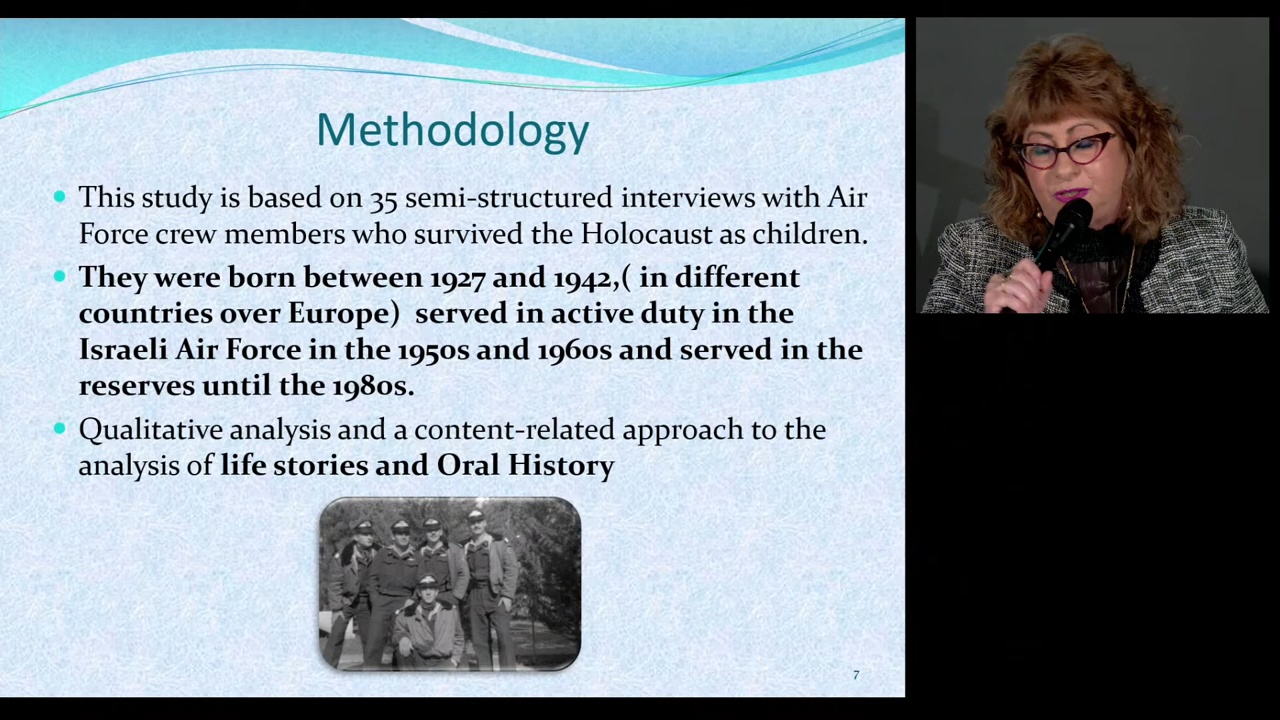 Methodology
This study is based on 35 semi-structured interviews with Air
Force crew members who survived the Holocaust as children.
They were born between 1927 and 1942,( in different
countries over Europe) served in active duty in the
Israeli Air Force in the 1950s and 1960s and served in the
reserves until the 1980s.
Qualitative analysis and a content-related approach to the
analysis of life stories and Oral History
7